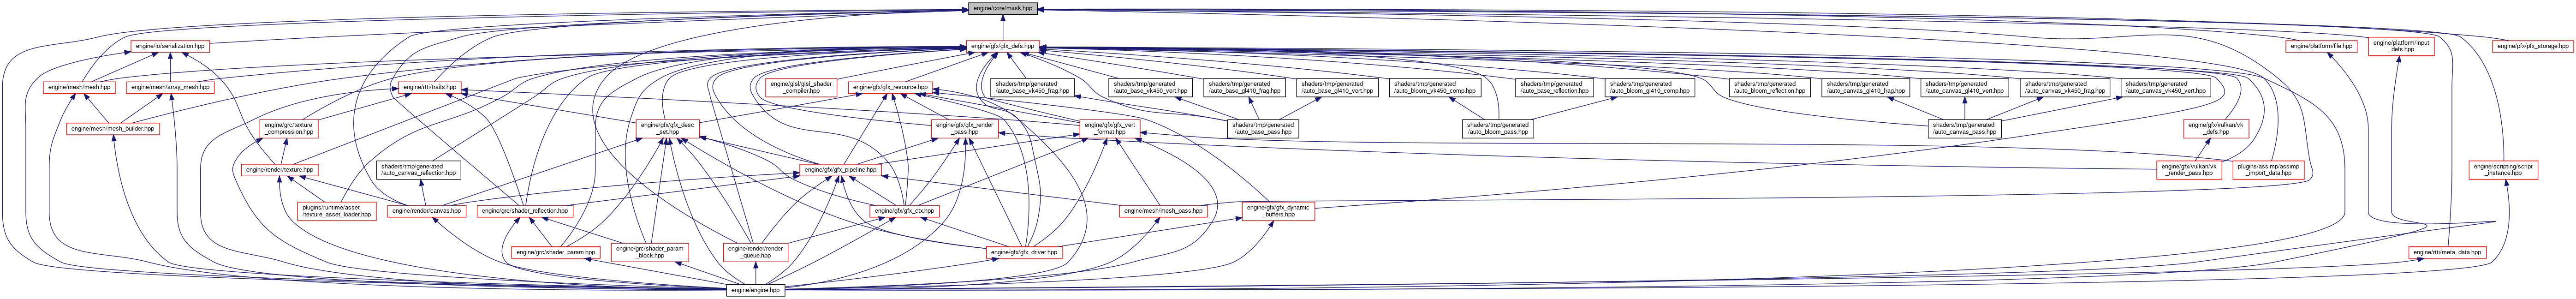 engine/core/mask.hpp
engine/io/serialization.hpp
engine/gfx/gfx_defs.hpp
engine/platform/file.hpp
engine/platform/input
_defs.hpp
engine/pfx/pfx_storage.hpp
engine/mesh/mesh.hpp
engine/mesh/array_mesh.hpp
engine/rtti/traits.hpp
engine/glsl/glsl_shader
_compiler.hpp
engine/gfx/gfx_resource.hpp
shaders/tmp/generated
/auto_base_vk450_frag.hpp
shaders/tmp/generated
/auto_base_vk450_vert.hpp
shaders/tmp/generated
/auto_base_gl410_frag.hpp
shaders/tmp/generated
/auto_base_gl410_vert.hpp
shaders/tmp/generated
/auto_bloom_vk450_comp.hpp
shaders/tmp/generated
/auto_base_reflection.hpp
shaders/tmp/generated
/auto_bloom_gl410_comp.hpp
shaders/tmp/generated
/auto_bloom_reflection.hpp
shaders/tmp/generated
/auto_canvas_gl410_frag.hpp
shaders/tmp/generated
/auto_canvas_gl410_vert.hpp
shaders/tmp/generated
/auto_canvas_vk450_frag.hpp
shaders/tmp/generated
/auto_canvas_vk450_vert.hpp
engine/mesh/mesh_builder.hpp
engine/grc/texture
_compression.hpp
engine/gfx/gfx_desc
_set.hpp
engine/gfx/gfx_render
_pass.hpp
engine/gfx/gfx_vert
_format.hpp
shaders/tmp/generated
/auto_base_pass.hpp
shaders/tmp/generated
/auto_bloom_pass.hpp
shaders/tmp/generated
/auto_canvas_pass.hpp
engine/gfx/vulkan/vk
_defs.hpp
engine/render/texture.hpp
shaders/tmp/generated
/auto_canvas_reflection.hpp
engine/gfx/gfx_pipeline.hpp
engine/gfx/vulkan/vk
_render_pass.hpp
plugins/assimp/assimp
_import_data.hpp
engine/scripting/script
_instance.hpp
plugins/runtime/asset
/texture_asset_loader.hpp
engine/render/canvas.hpp
engine/grc/shader_reflection.hpp
engine/gfx/gfx_ctx.hpp
engine/mesh/mesh_pass.hpp
engine/gfx/gfx_dynamic
_buffers.hpp
engine/grc/shader_param.hpp
engine/grc/shader_param
_block.hpp
engine/render/render
_queue.hpp
engine/gfx/gfx_driver.hpp
engine/rtti/meta_data.hpp
engine/engine.hpp